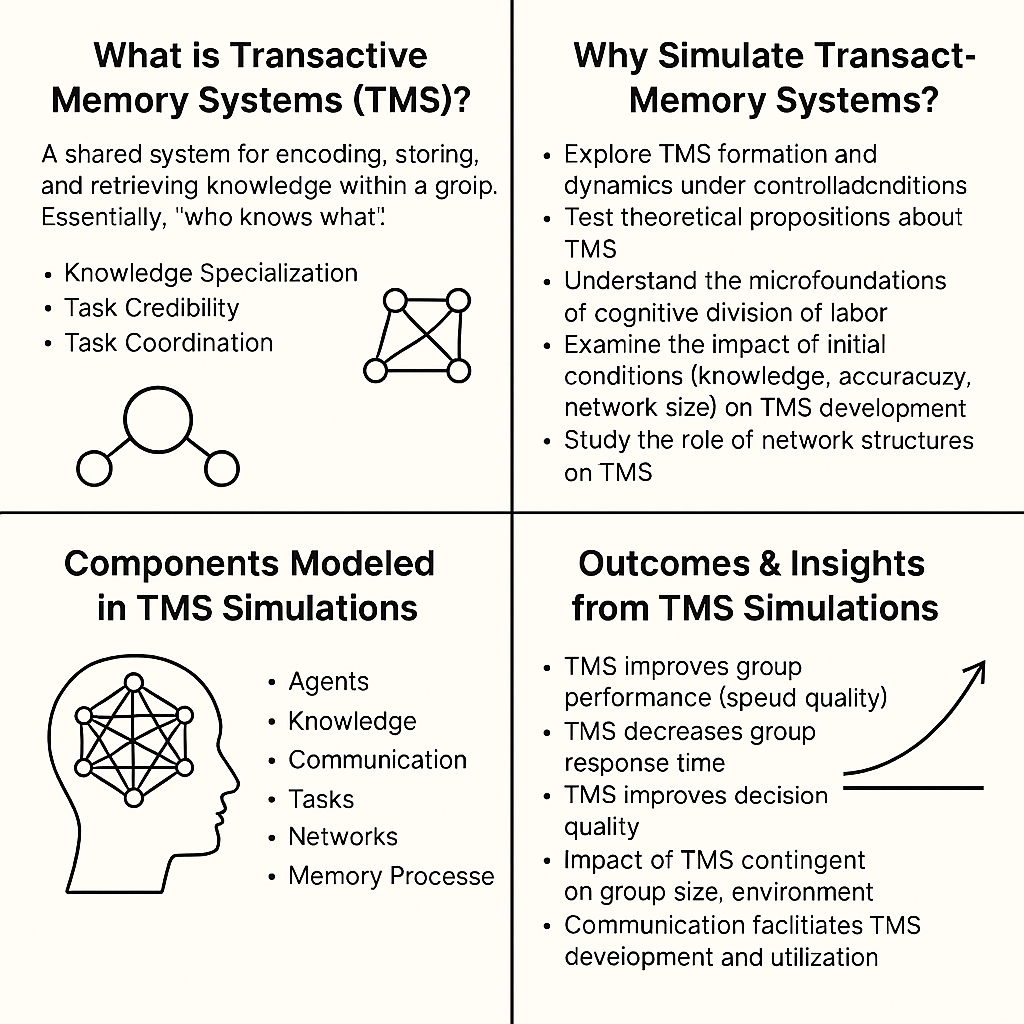 What is Transactive
Memory Systems (TMS)?
A shared system for encoding, storing,
and retrieving knowledge within a groip.
Essentially, "who knows what".
• Knowledge Specialization
• Task Credibility
• Task Coordination
Why Simulate Transact-
Memory Systems?
• Explore TMS formation and
dynamics under controlladcnditions
• Test theoretical propositions about
TMS
• Understand the microfoundations
of cognitive division of labor
• Examine the impact of initial
conditions (knowledge, accuracuzy,
network size) on TMS development
• Study the role of network structures
on TMS
Components Modeled
in TMS Simulations
• Agents
• Knowledge
• Communication
• Tasks
• Networks
• Memory Processe
Outcomes & Insights
from TMS Simulations
• TMS improves group
performance (speud quality)
• TMS decreases group
response time
• TMS improves decision
quality
• Impact of TMS contingent
on group size, environment
• Communication faclitiates TMS
deveiopment and utilization